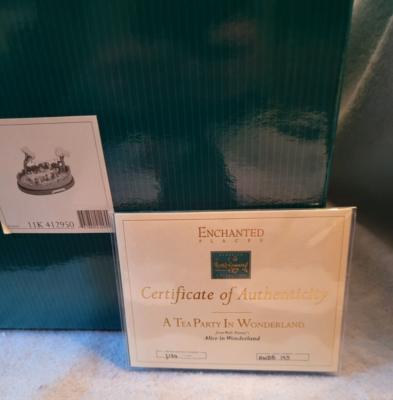 11K 412950
ENCHANTED
PLACES
Certificate of Authenticity
A TEA PARTY IN WONDERLAND
from Walt Disney's
Alice in Wonderland